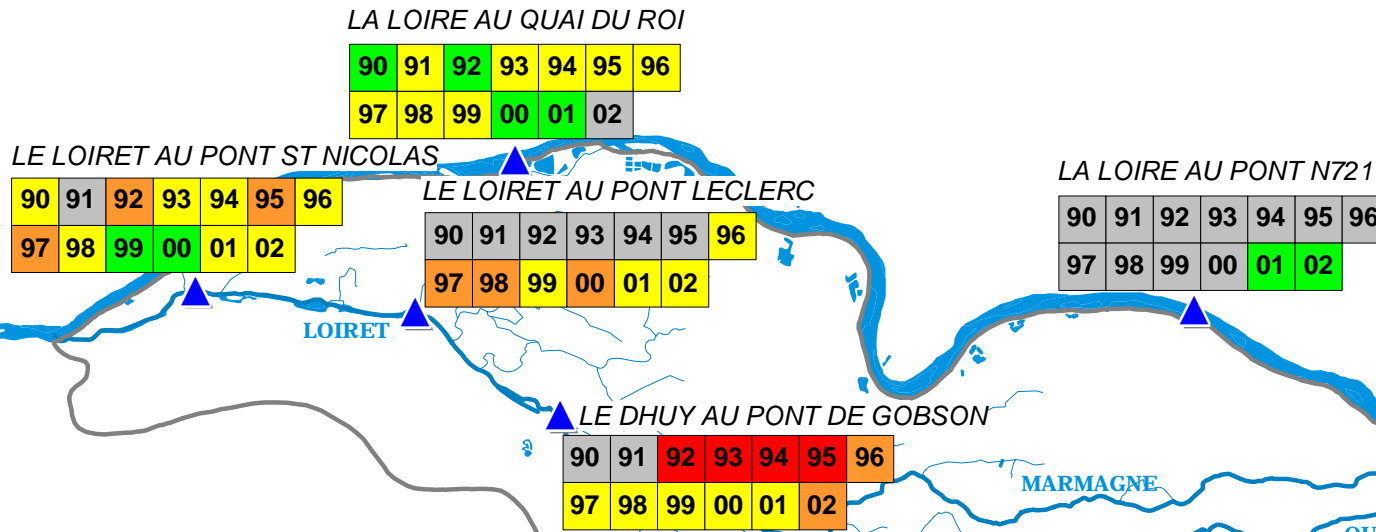 LA LOIRE AU QUAI DU ROI
90 91 92 93 94 95 96
97 98 99 00 01 02
LE LOIRET AU PONT ST NICOLAS
90 91 92 93 94 95 96
97 98 99 00 01 02
LE LOIRET AU PONT LECLERC
90 91 92 93 94 95 96
97 98 99 00 01 02
LA LOIRE AU PONT N721
90 91 92 93 94 95 96
97 98 99 00 01 02
LOIRET
LE DHUY AU PONT DE GOBSON
90 91 92 93 94 95 96
97 98 99 00 01 02
MARMAGNE